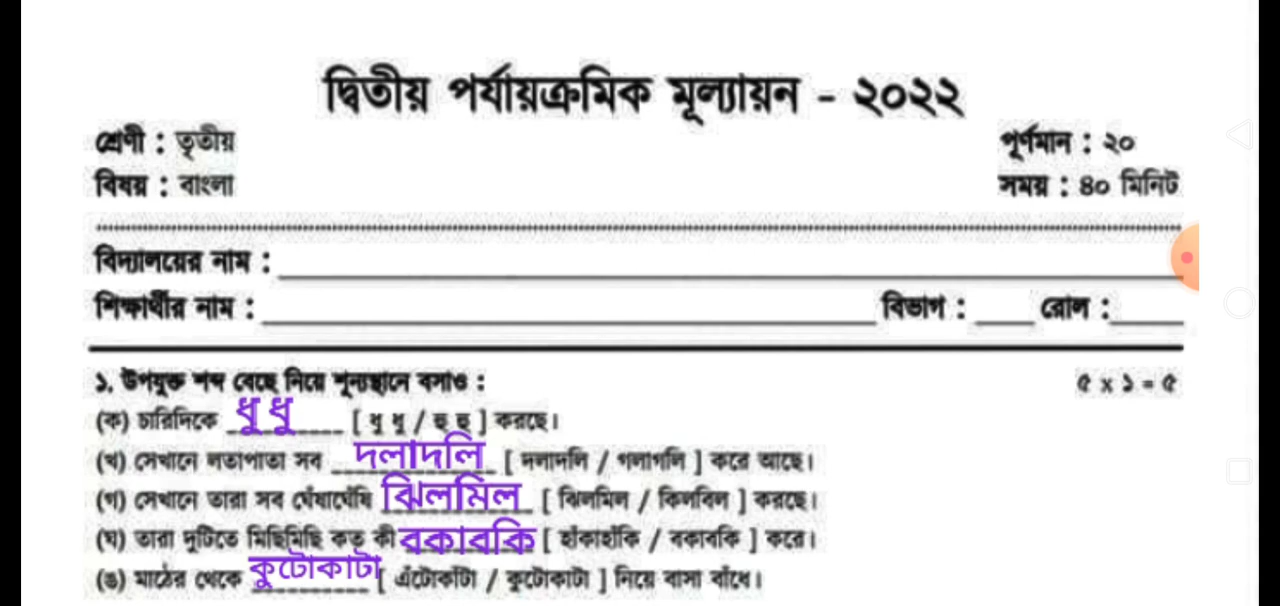 দ্বিতীয় পর্যায়ক্রমিক মূল্যায়ন - ২০২২
শ্রেণী : তৃতীয়
পূর্ণমান : ২০
বিষয় : বাংলা
সময় : ৪০ মিনিট
বিদ্যালয়ের নাম :
শিক্ষার্থীর নাম : বিভাগ : রোল :
১. উপযুক্ত শব্দ বেছে নিয়ে শূন্যস্থানে বসাও : ৫ x ১ = ৫
(ক) চারিদিকে ধু ধু [ ধু ধু / হু হু ] করছে।
(খ) সেখানে লতাপাতা সব দলাদলি [ দলাদলি / গলাগলি ] করে আছে।
(গ) সেখানে তারা সব ঘেঁষাঘেঁষি ঝিলমিল [ ঝিলমিল / কিলবিল ] করছে।
(ঘ) তারা দুটিতে মিছিমিছি কত কী বকাবকি [ হাঁকাহাঁকি / বকাবকি ] করে।
(ঙ) মাঠের থেকে কুটোকাটা [ এঁটোকাঁটা / কুটোকাটা ] নিয়ে বাসা বাঁধে।